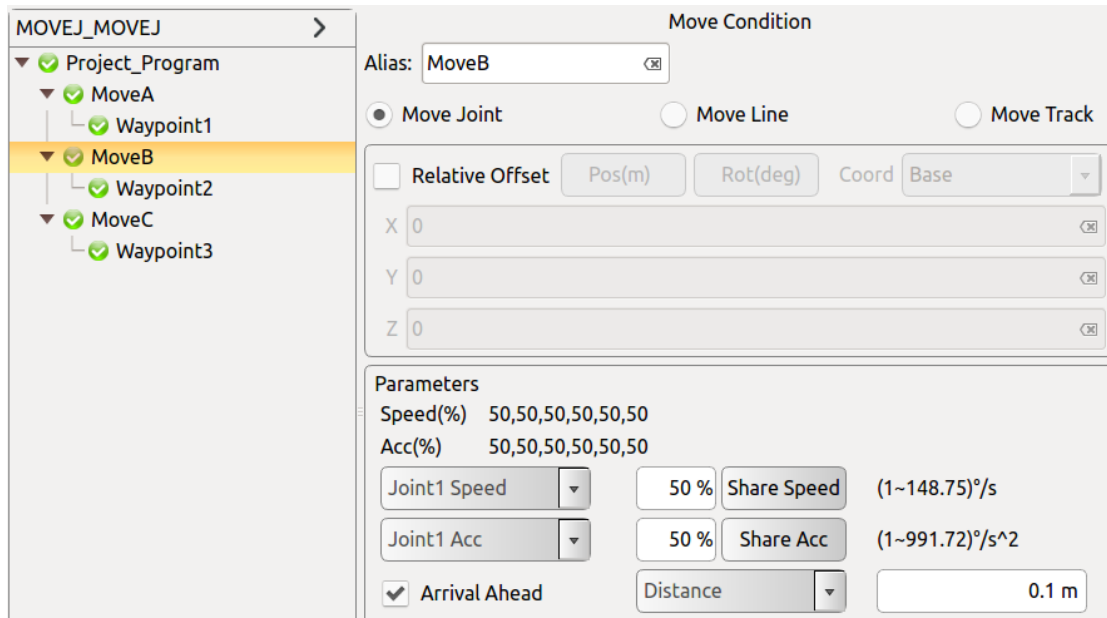 MOVEJ_MOVEJ
Project_Program
MoveA
Waypoint1
MoveB
Waypoint2
MoveC
Waypoint3
Move Condition
Alias: MoveB
Move Joint Move Line Move Track
Relative Offset Pos(m) Rot(deg) Coord Base
X 0
Y 0
Z 0
Parameters
Speed(%) 50,50,50,50,50,50
Acc(%) 50,50,50,50,50,50
Joint1 Speed 50 % Share Speed (1~148.75)°/s
Joint1 Acc 50 % Share Acc (1~991.72)°/s^2
Arrival Ahead Distance 0.1 m